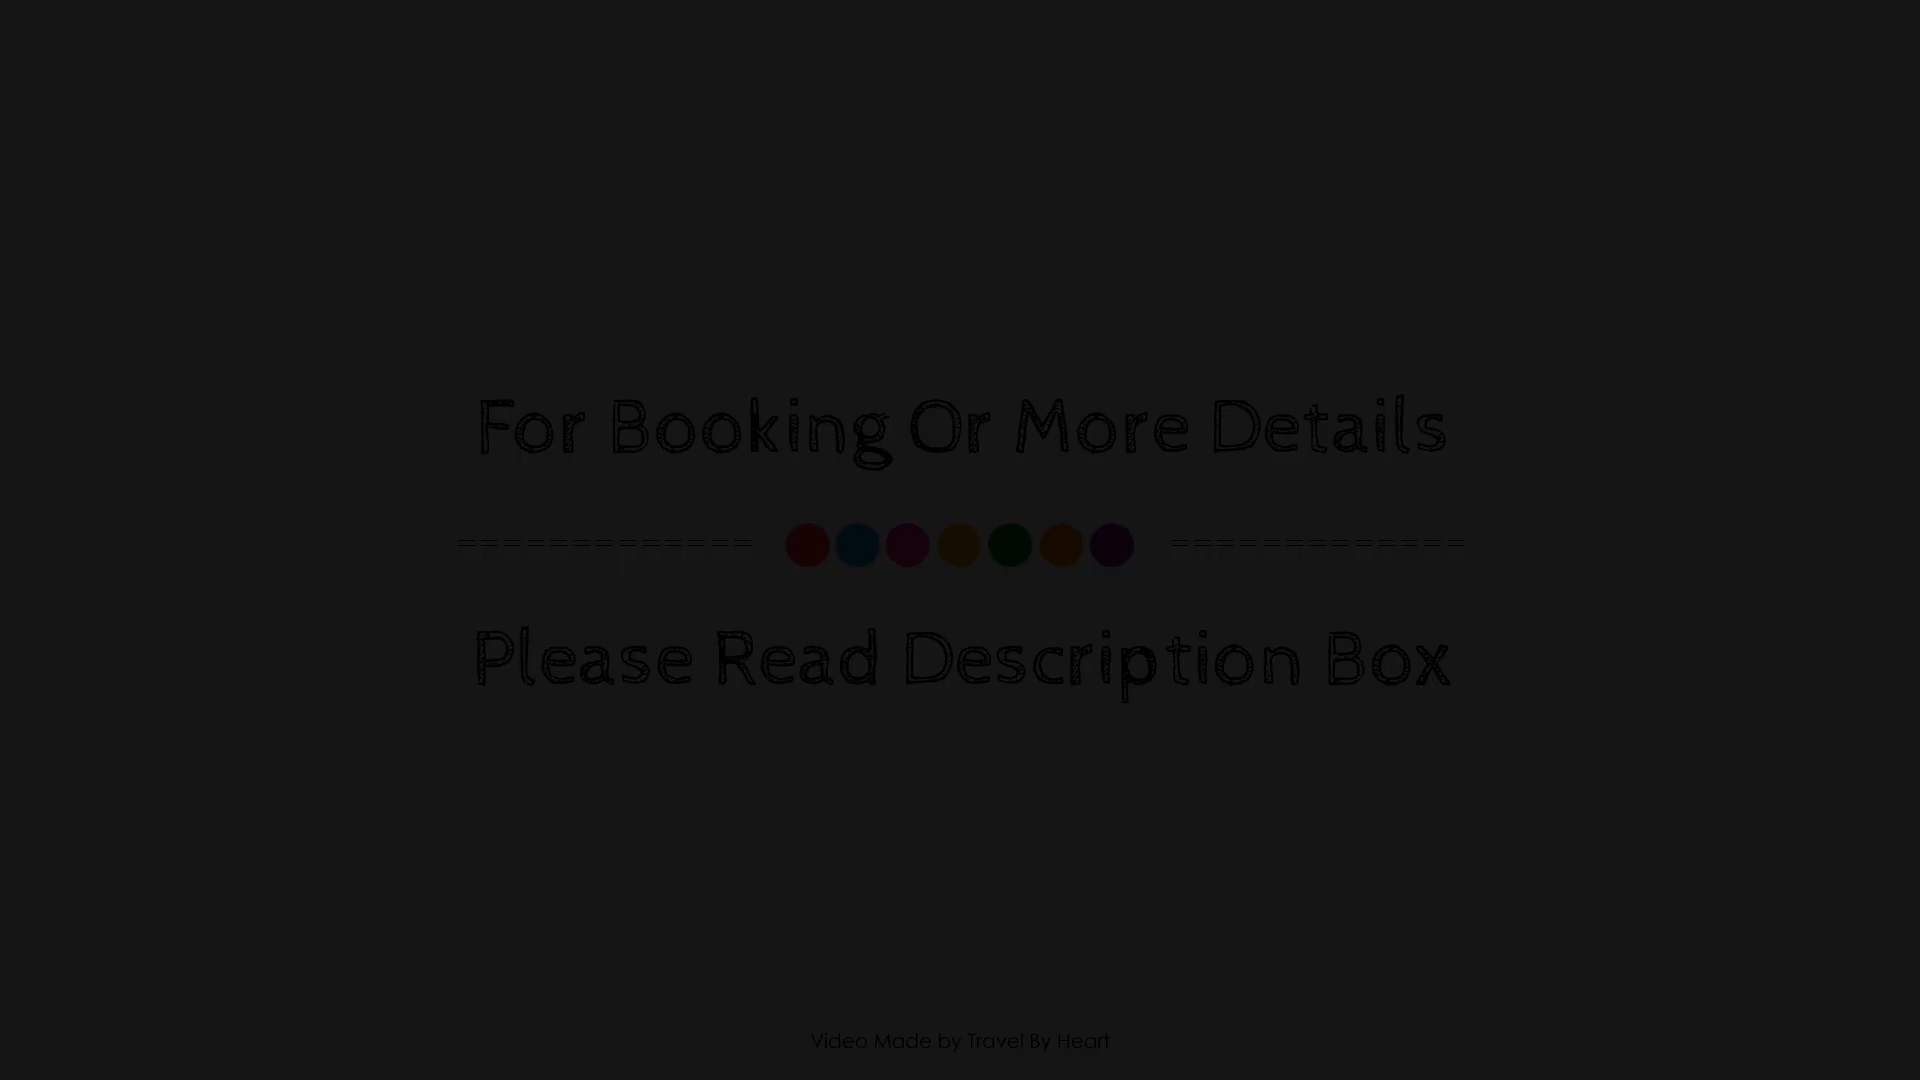 For Booking Or More Details
============= =============
Please Read Description Box
Video Made by Travel By Heart